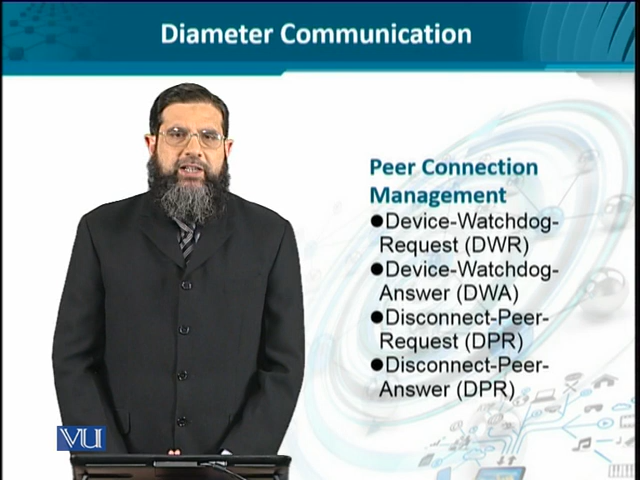 Diameter Communication
Peer Connection
Management
●Device-Watchdog-
Request (DWR)
●Device-Watchdog-
Answer (DWA)
●Disconnect-Peer-
Request (DPR)
●Disconnect-Peer-
Answer (DPR)
VU